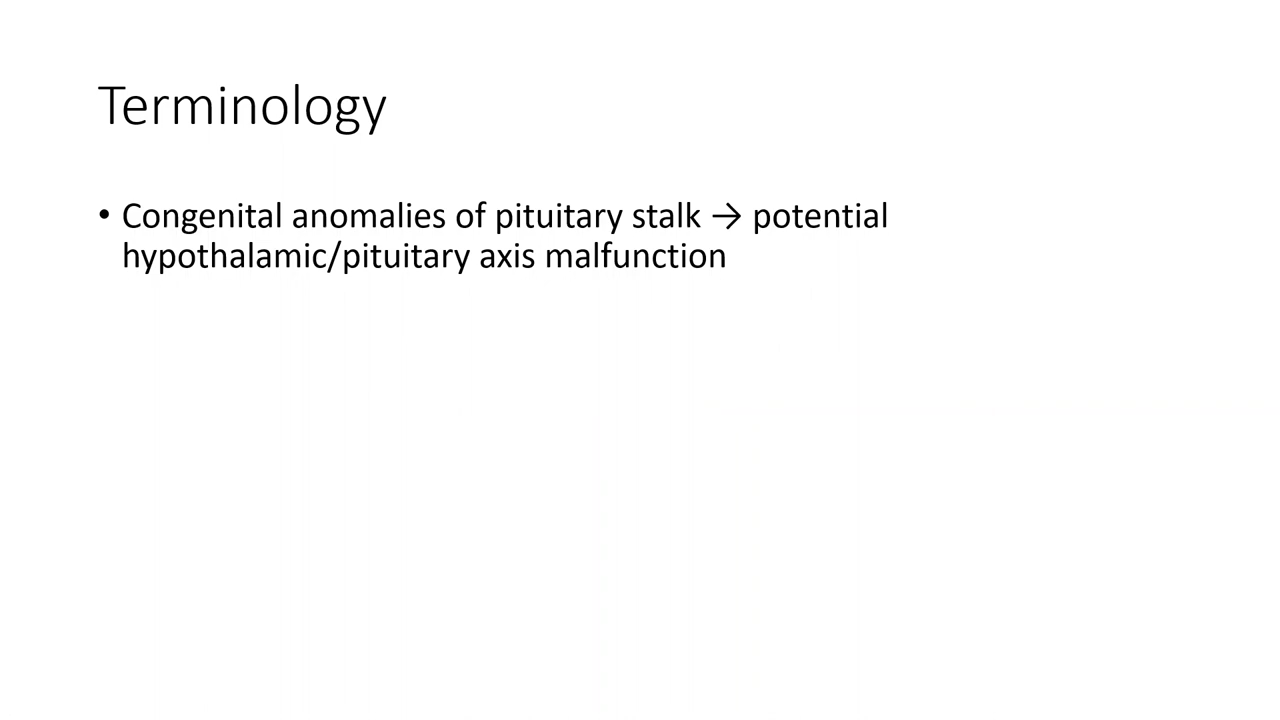 Terminology
• Congenital anomalies of pituitary stalk → potential
hypothalamic/pituitary axis malfunction